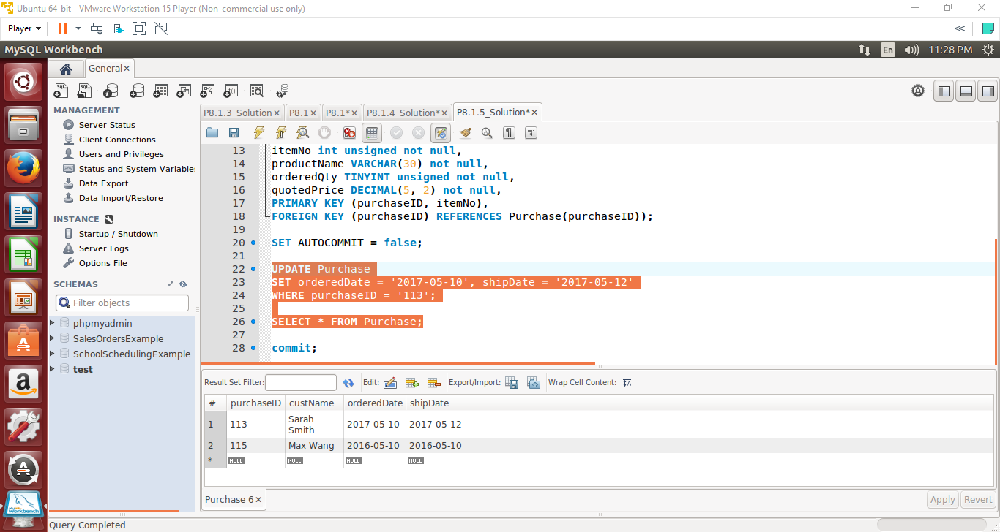 Ubuntu 64-bit - VMware Workstation 15 Player (Non-commercial use only)
Player
MySQL Workbench
En
11:28 PM
General
P8.1.3_Solution P8.1 P8.1* P8.1.4_Solution* P8.1.5_Solution*
MANAGEMENT
Server Status
Client Connections
Users and Privileges
Status and System Variables
Data Export
Data Import/Restore
INSTANCE
Startup / Shutdown
Server Logs
Options File
SCHEMAS
Filter objects
phpmyadmin
SalesOrdersExample
SchoolSchedulingExample
test
13 itemNo int unsigned not null,
14 productName VARCHAR(30) not null,
15 orderedQty TINYINT unsigned not null,
16 quotedPrice DECIMAL(5, 2) not null,
17 PRIMARY KEY (purchaseID, itemNo),
18 FOREIGN KEY (purchaseID) REFERENCES Purchase(purchaseID));
19
20 SET AUTOCOMMIT = false;
21
22 UPDATE Purchase
23 SET orderedDate = '2017-05-10', shipDate = '2017-05-12'
24 WHERE purchaseID = '113';
25
26 SELECT * FROM Purchase;
27
28 commit;
Result Set Filter: Edit: Export/Import: Wrap Cell Content:
# purchaseID custName orderedDate shipDate
1 113 Sarah Smith 2017-05-10 2017-05-12
2 115 Max Wang 2016-05-10 2016-05-10
* NULL NULL NULL NULL
Purchase 6
Apply Revert
Query Completed